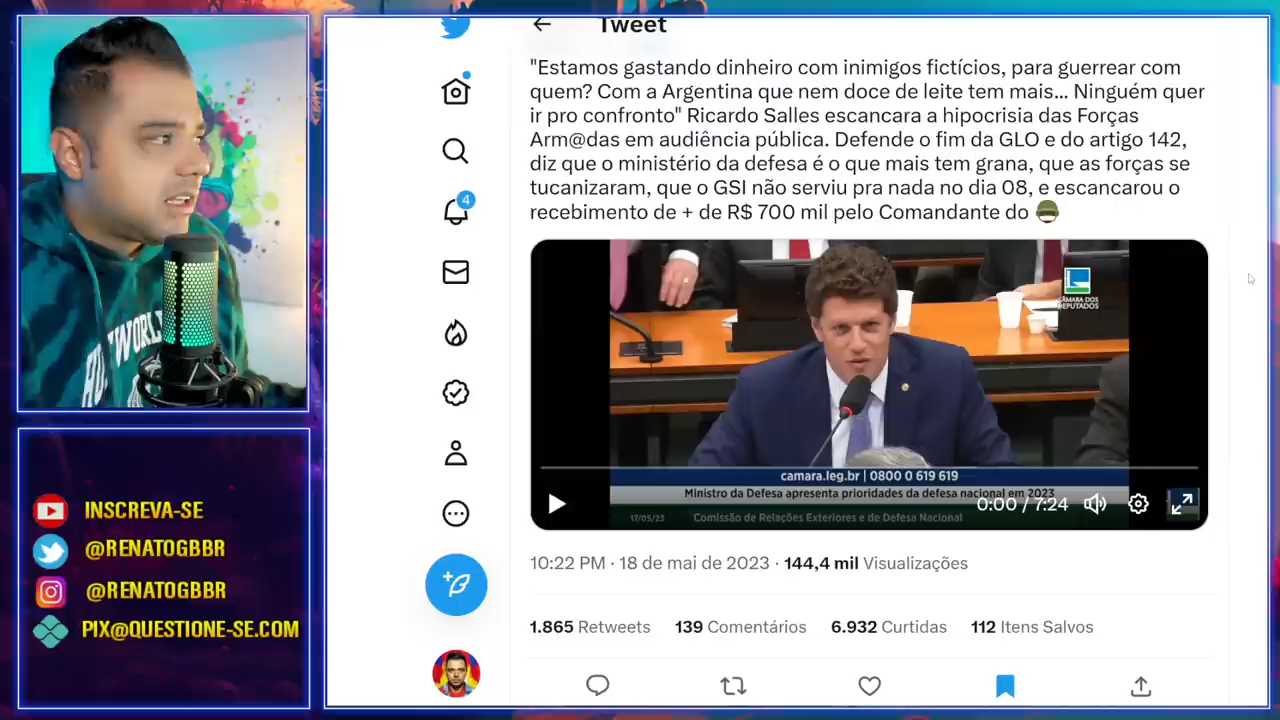 Tweet
"Estamos gastando dinheiro com inimigos fictícios, para guerrear com
quem? Com a Argentina que nem doce de leite tem mais... Ninguém quer
ir pro confronto" Ricardo Salles escancara a hipocrisia das Forças
Arm@das em audiência pública. Defende o fim da GLO e do artigo 142,
diz que o ministério da defesa é o que mais tem grana, que as forças se
tucanizaram, que o GSI não serviu pra nada no dia 08, e escancarou o
recebimento de + de R$ 700 mil pelo Comandante do
4
CÂMARA DOS
DEPUTADOS
camara.leg.br | 0800 0 619 619
Ministro da Defesa apresenta prioridades da defesa nacional em 2023
0:00 / 7:24
17/05/23 Comissão de Relações Exteriores e de Defesa Nacional
10:22 PM · 18 de mai de 2023 · 144,4 mil Visualizações
1.865 Retweets 139 Comentários 6.932 Curtidas 112 Itens Salvos
INSCREVA-SE
@RENATOGBBR
@RENATOGBBR
PIX@QUESTIONE-SE.COM